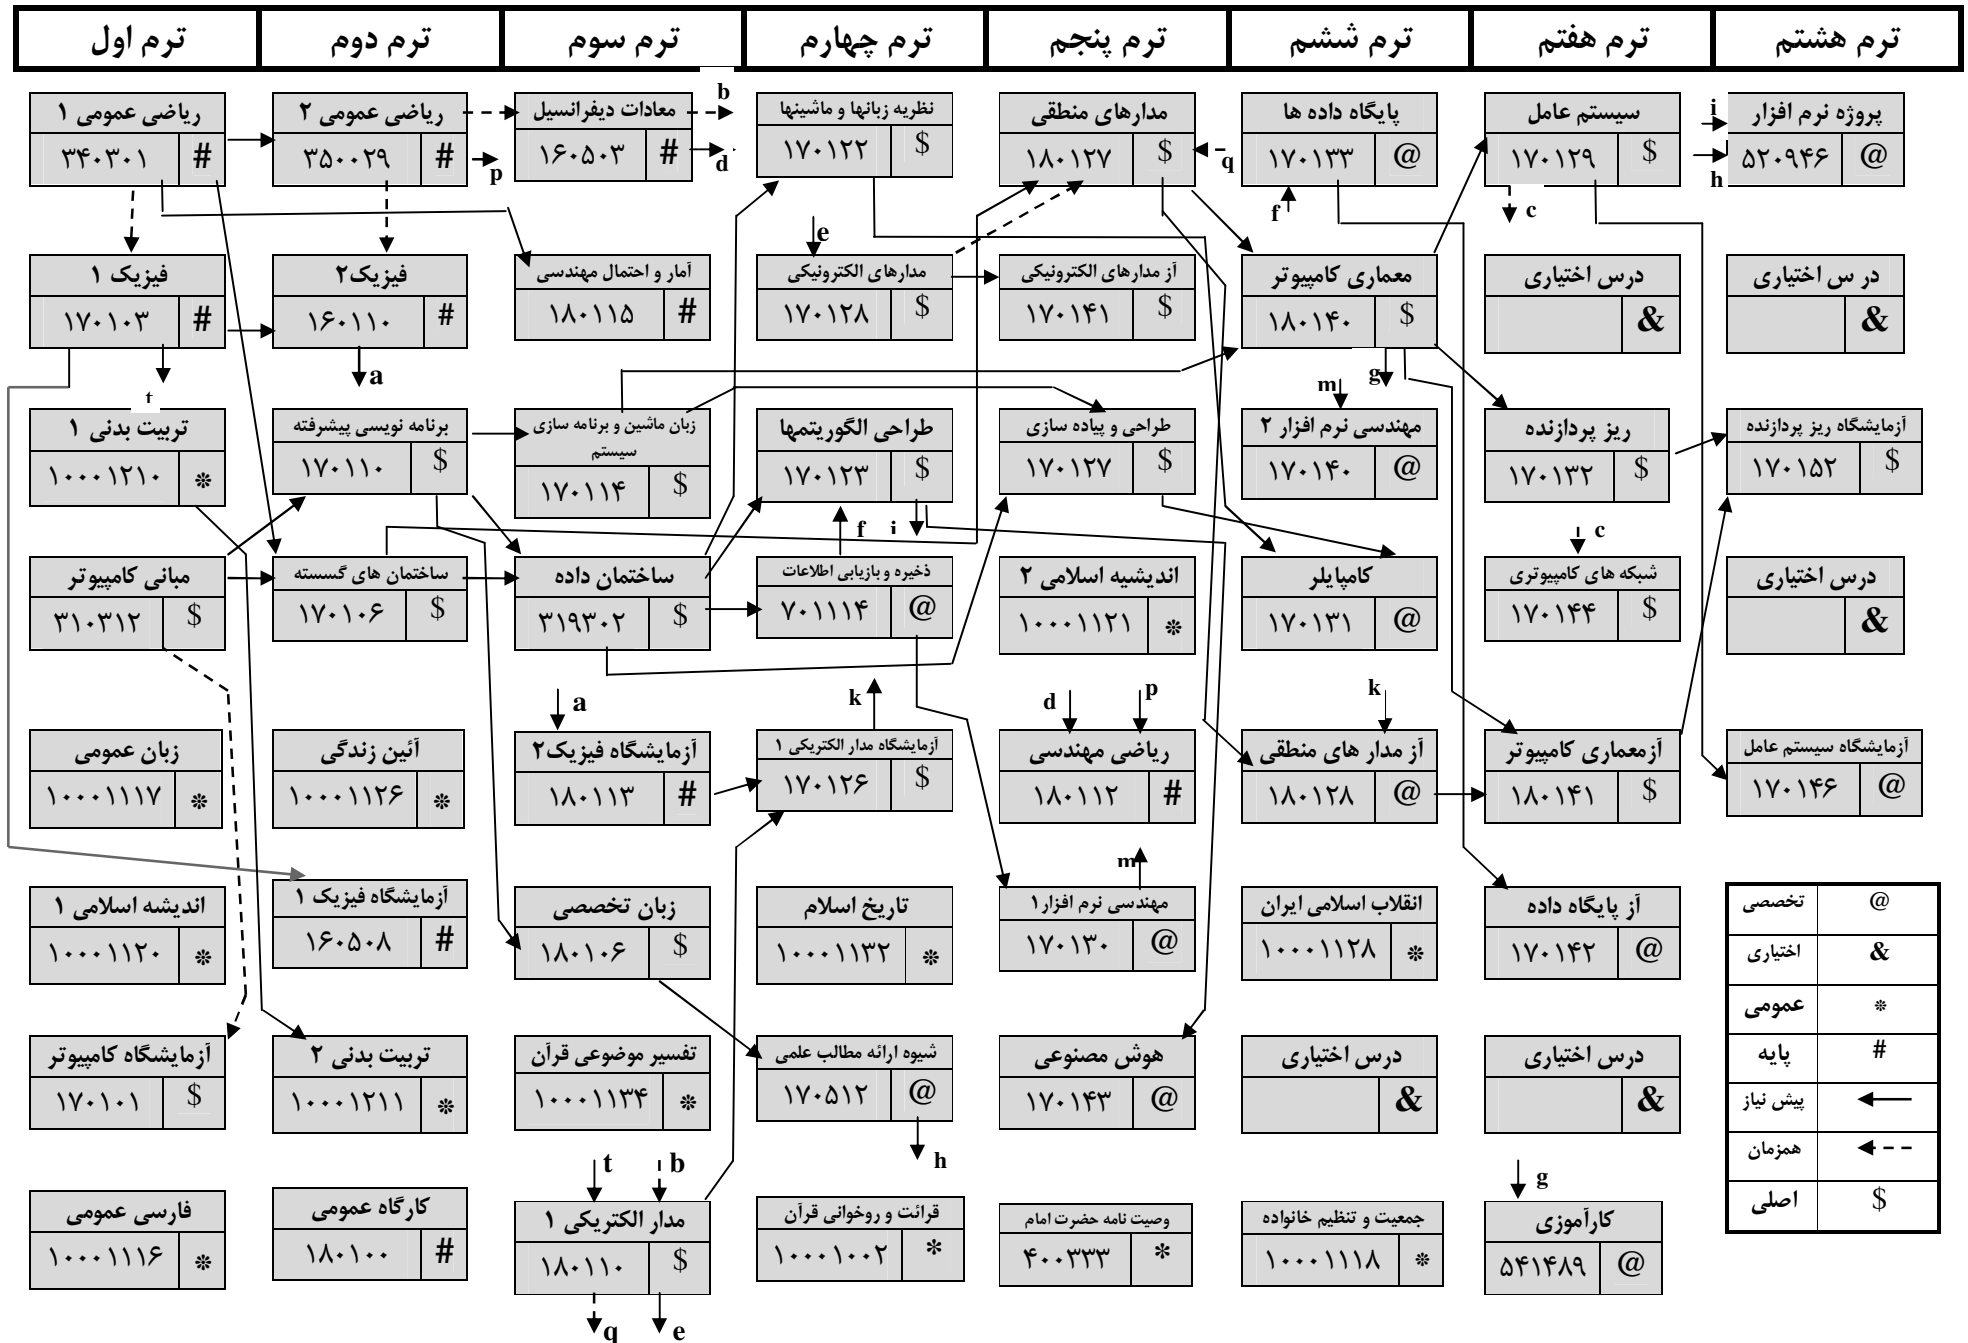 ترم اول
ترم دوم
ترم سوم
ترم چهارم
ترم پنجم
ترم ششم
ترم هفتم
ترم هشتم
ریاضی عمومی ۱
۳۴۰۳۰۱ #
ریاضی عمومی ۲
۳۵۰۰۲۹ #
p
معادات دیفرانسیل
۱۶۰۵۰۳ #
b
d
نظریه زبانها و ماشینها
۱۷۰۱۲۲ $
مدارهای منطقی
۱۸۰۱۲۷ $
q
پایگاه داده ها
۱۷۰۱۳۳ @
f
سیستم عامل
۱۷۰۱۲۹ $
c
i
h
پروژه نرم افزار
۵۲۰۹۴۶ @
فیزیک ۱
۱۷۰۱۰۳ #
t
فیزیک۲
۱۶۰۱۱۰ #
a
آمار و احتمال مهندسی
۱۸۰۱۱۵ #
e
مدارهای الکترونیکی
۱۷۰۱۲۸ $
آز مدارهای الکترونیکی
۱۷۰۱۴۱ $
معماری کامپیوتر
۱۸۰۱۴۰ $
g
درس اختیاری
&
در س اختیاری
&
تربیت بدنی ۱
۱۰۰۰۱۲۱۰ *
برنامه نویسی پیشرفته
۱۷۰۱۱۰ $
زبان ماشین و برنامه سازی
سیستم
۱۷۰۱۱۴ $
طراحی الگوریتمها
۱۷۰۱۲۳ $
f
i
طراحی و پیاده سازی
۱۷۰۱۲۷ $
m
مهندسی نرم افزار ۲
۱۷۰۱۴۰ @
ریز پردازنده
۱۷۰۱۳۲ $
آزمایشگاه ریز پردازنده
۱۷۰۱۵۲ $
مبانی کامپیوتر
۳۱۰۳۱۲ $
ساختمان های گسسته
۱۷۰۱۰۶ $
ساختمان داده
۳۱۹۳۰۲ $
ذخیره و بازیابی اطلاعات
۷۰۱۱۱۴ @
اندیشیه اسلامی ۲
۱۰۰۰۱۱۲۱ *
کامپایلر
۱۷۰۱۳۱ @
c
شبکه های کامپیوتری
۱۷۰۱۴۴ $
درس اختیاری
&
زبان عمومی
۱۰۰۰۱۱۱۷ *
آئین زندگی
۱۰۰۰۱۱۲۶ *
a
آزمایشگاه فیزیک۲
۱۸۰۱۱۳ #
k
آزمایشگاه مدار الکتریکی ۱
۱۷۰۱۲۶ $
d
p
ریاضی مهندسی
۱۸۰۱۱۲ #
k
آز مدار های منطقی
۱۸۰۱۲۸ @
آزمعماری کامپیوتر
۱۸۰۱۴۱ $
آزمایشگاه سیستم عامل
۱۷۰۱۴۶ @
اندیشه اسلامی ۱
۱۰۰۰۱۱۲۰ *
آزمایشگاه فیزیک ۱
۱۶۰۵۰۸ #
زبان تخصصی
۱۸۰۱۰۶ $
تاریخ اسلام
۱۰۰۰۱۱۳۲ *
m
مهندسی نرم افزار۱
۱۷۰۱۳۰ @
انقلاب اسلامی ایران
۱۰۰۰۱۱۲۸ *
آز پایگاه داده
۱۷۰۱۴۲ @
آزمایشگاه کامپیوتر
۱۷۰۱۰۱ $
تربیت بدنی ۲
۱۰۰۰۱۲۱۱ *
تفسیر موضوعی قرآن
۱۰۰۰۱۱۳۴ *
شیوه ارائه مطالب علمی
۱۷۰۵۱۲ @
h
هوش مصنوعی
۱۷۰۱۴۳ @
درس اختیاری
&
درس اختیاری
&
فارسی عمومی
۱۰۰۰۱۱۱۶ *
کارگاه عمومی
۱۸۰۱۰۰ #
t
b
مدار الکتریکی ۱
۱۸۰۱۱۰ $
q
e
قرائت و روخوانی قرآن
۱۰۰۰۱۰۰۲ *
وصیت نامه حضرت امام
۴۰۰۳۳۳ *
جمعیت و تنظیم خانواده
۱۰۰۰۱۱۱۸ *
g
کارآموزی
۵۴۱۴۸۹ @
تخصصی @
اختیاری &
عمومی *
پایه #
پیش نیاز
همزمان
اصلی $